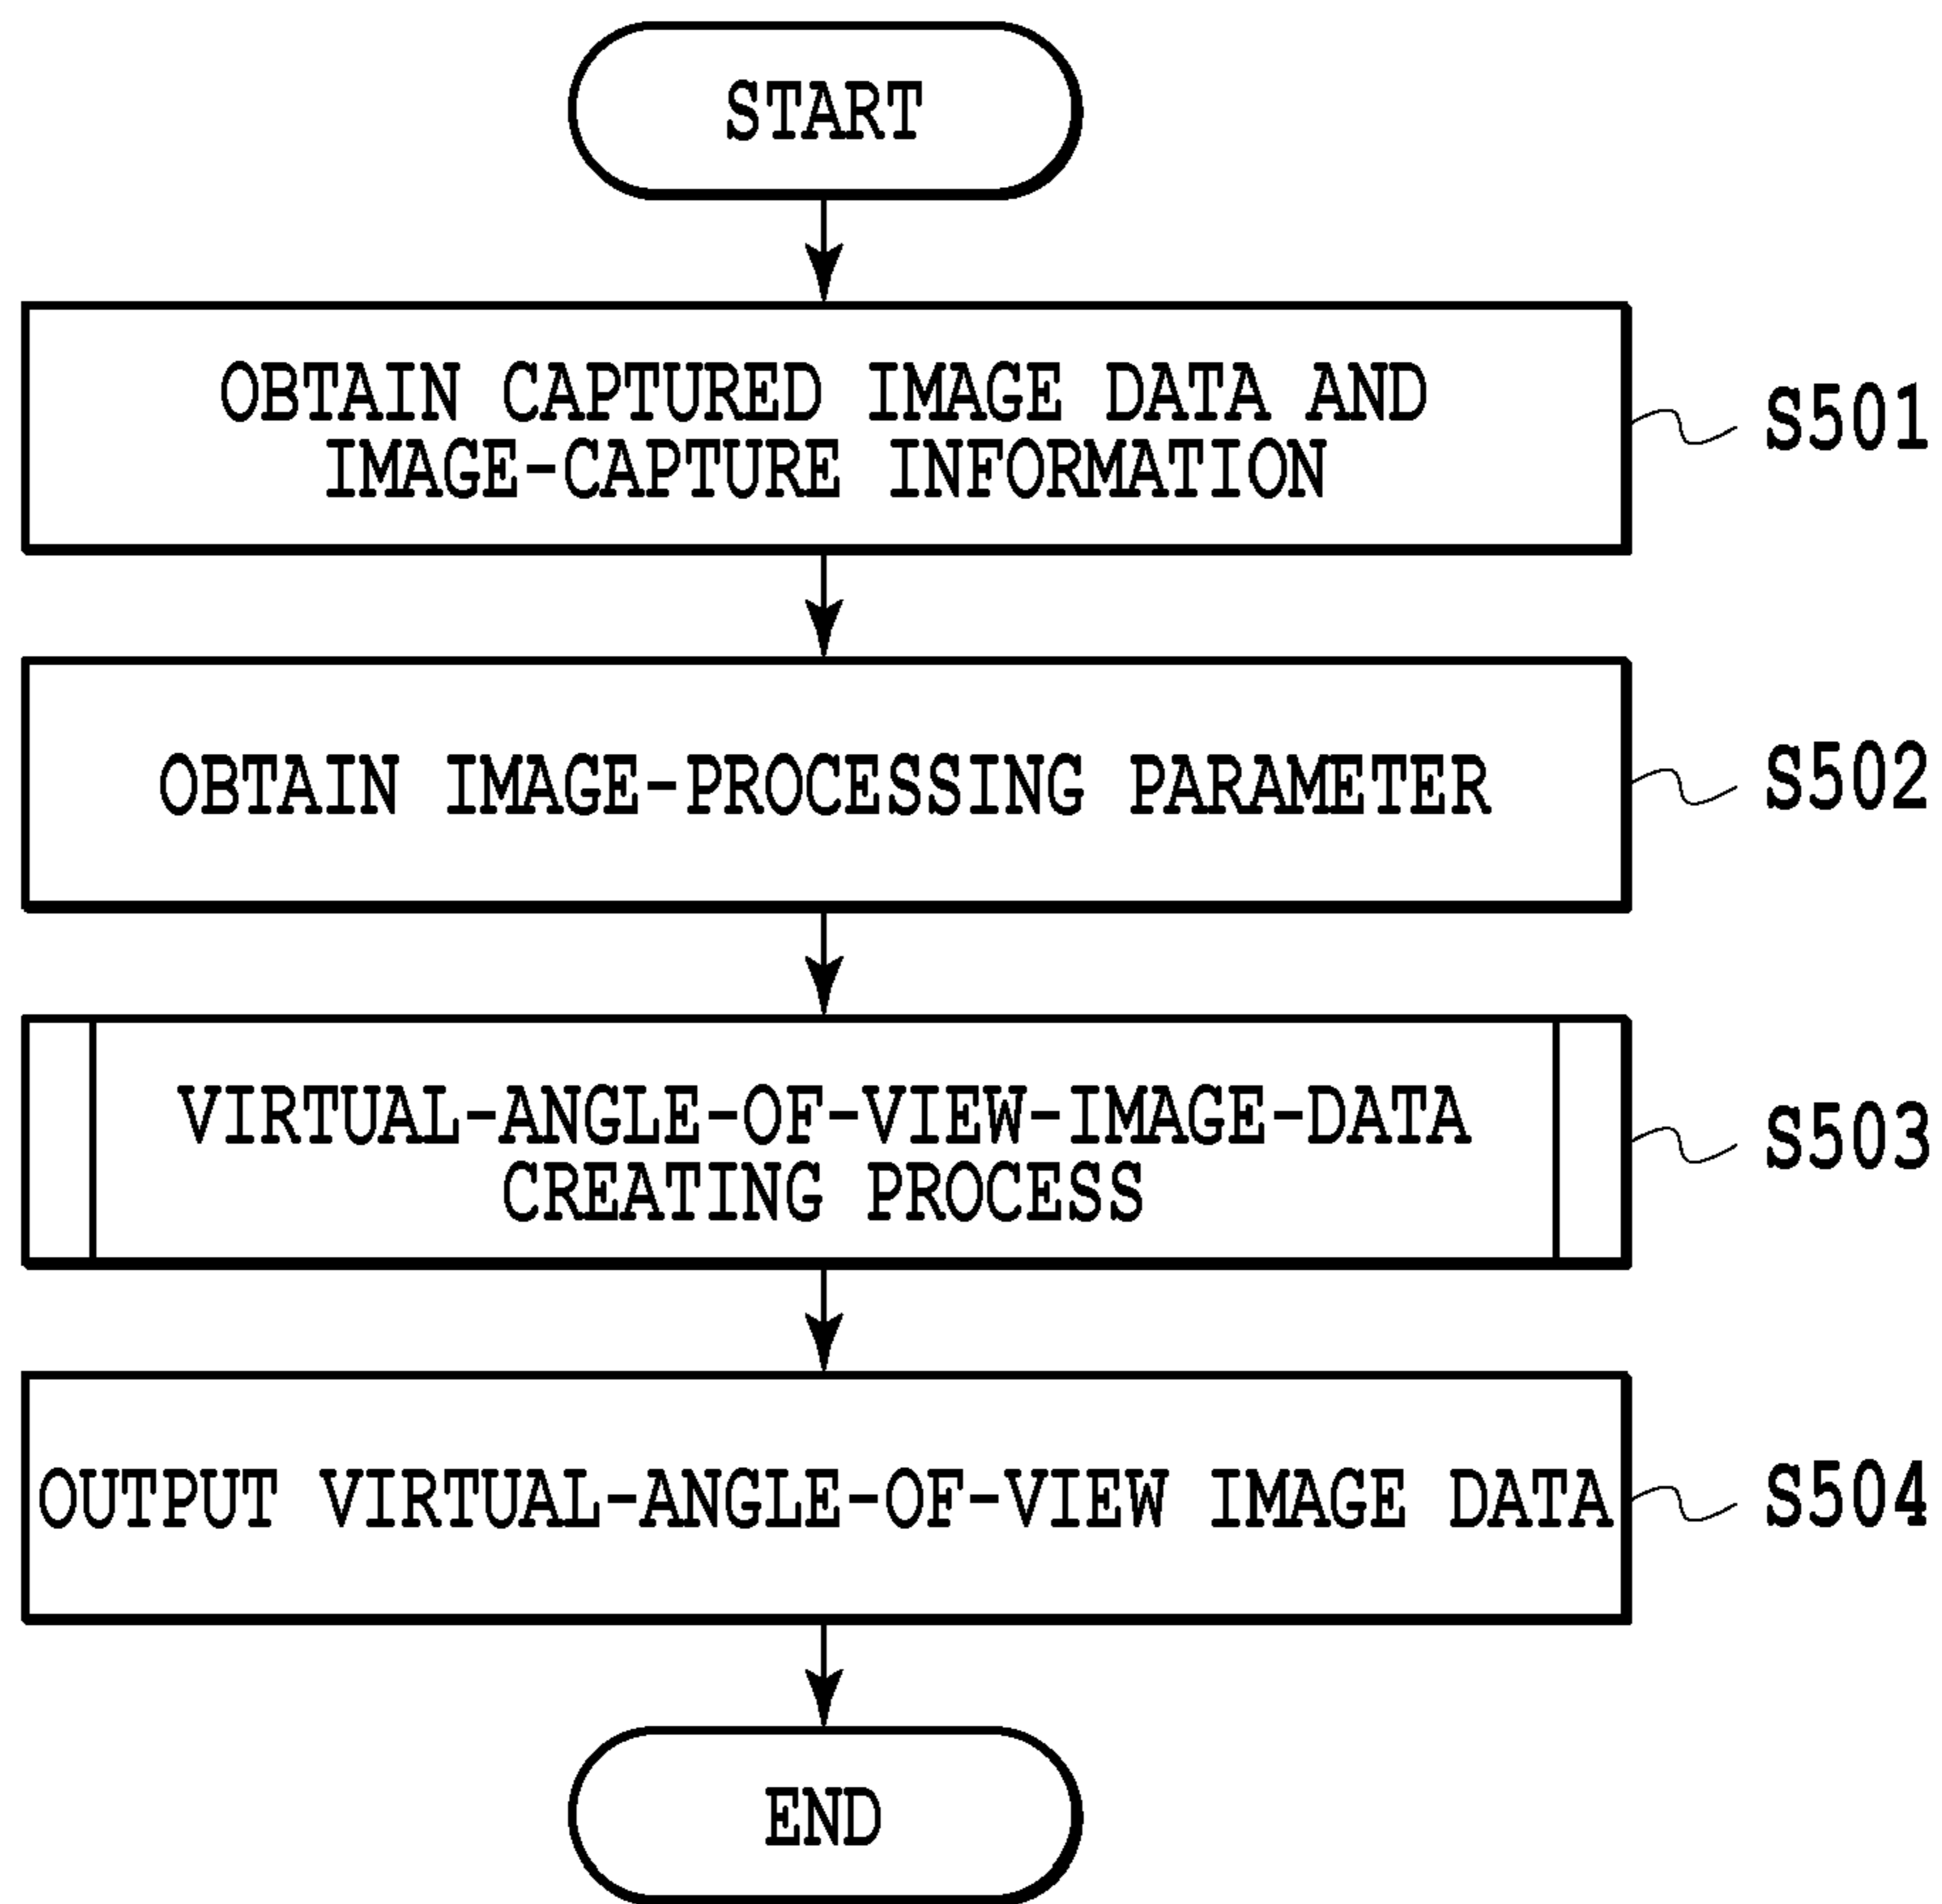 START
OBTAIN CAPTURED IMAGE DATA AND
IMAGE-CAPTURE INFORMATION
S501
OBTAIN IMAGE-PROCESSING PARAMETER
S502
VIRTUAL-ANGLE-OF-VIEW-IMAGE-DATA
CREATING PROCESS
S503
OUTPUT VIRTUAL-ANGLE-OF-VIEW IMAGE DATA
S504
END